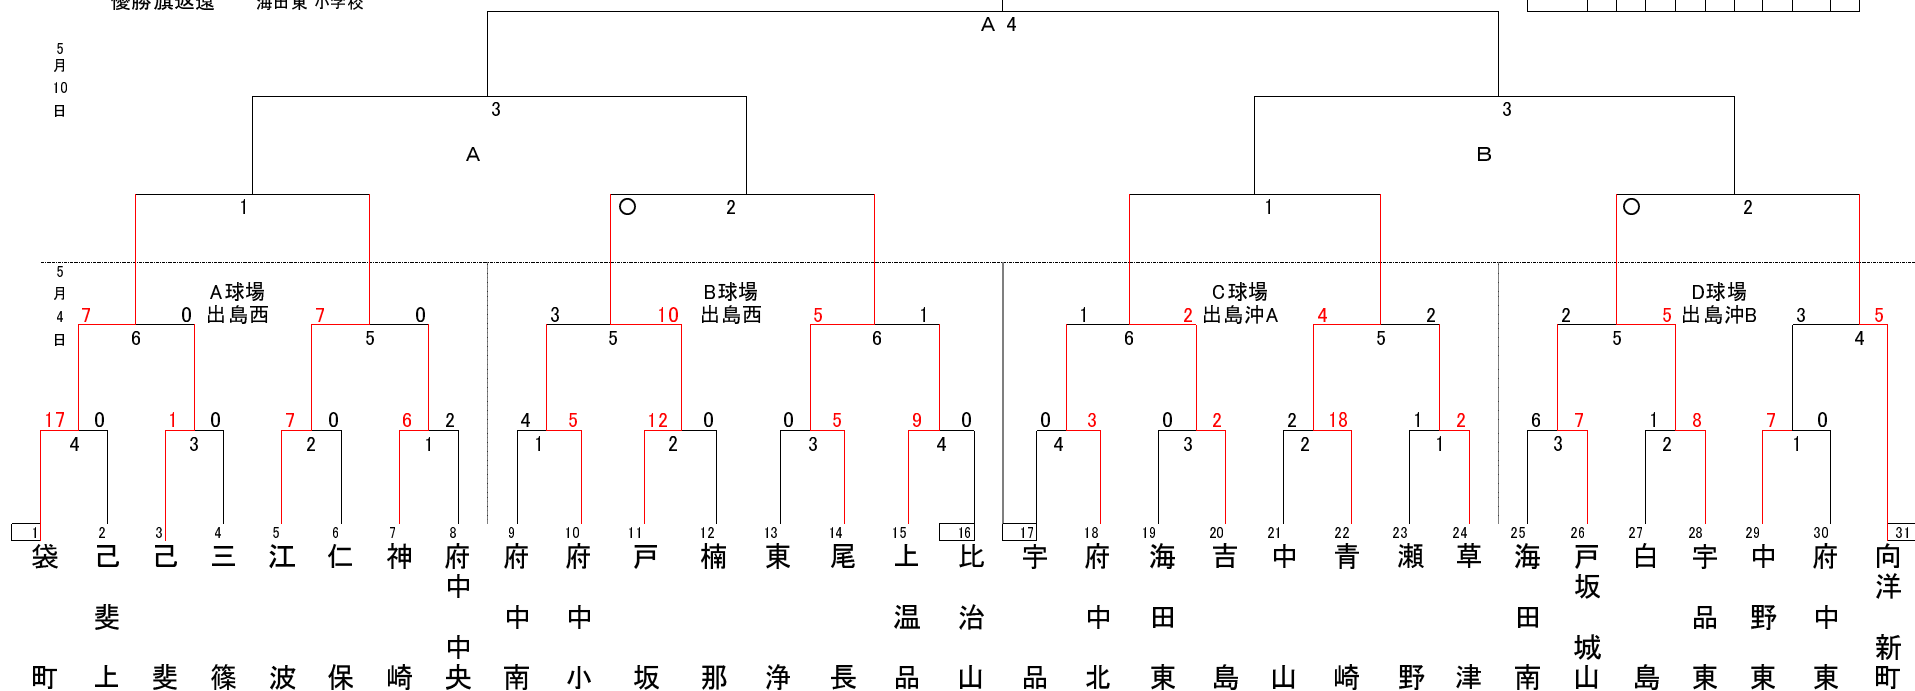 優勝旗返還 海田東 小学校
A 4
5月10日
3 3
A B
1 ○ 2 1 ○ 2
5月4日
A球場 B球場 C球場 D球場
出島西 出島西 出島沖A 出島沖B
7 0 7 0 3 10 5 1 1 2 4 2 2 5 3 5
6 5 5 6 6 5 5 4
17 0 1 0 7 0 6 2 4 5 12 0 0 5 9 0 0 3 0 2 2 18 1 2 6 7 1 8 7 0
4 3 2 1 1 2 3 4 4 3 2 1 3 2 1
1 2 3 4 5 6 7 8 9 10 11 12 13 14 15 16 17 18 19 20 21 22 23 24 25 26 27 28 29 30 31
袋町
己斐上
己斐
三篠
江波
仁保
神崎
府中中央
府中南
府中小
戸坂
楠那
東浄
尾長
上温品
比治山
宇品
府中北
海田東
吉島
中山
青崎
瀬野
草津
海田南
戸坂城山
白島
宇品東
中野東
府中東
向洋新町